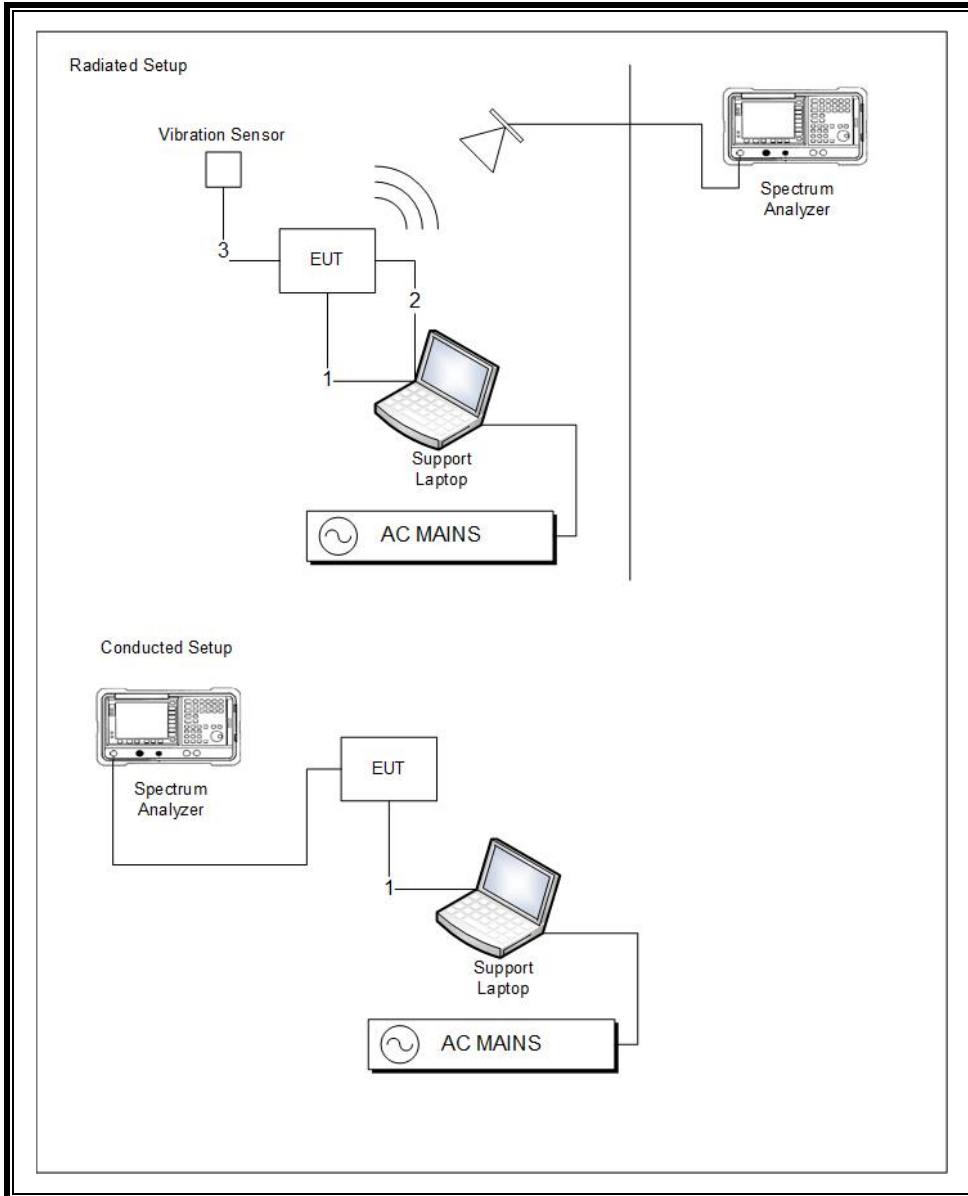 Radiated Setup
Vibration Sensor
Spectrum
Analyzer
3
EUT
2
1
Support
Laptop
AC MAINS
Conducted Setup
Spectrum
Analyzer
EUT
1
Support
Laptop
AC MAINS